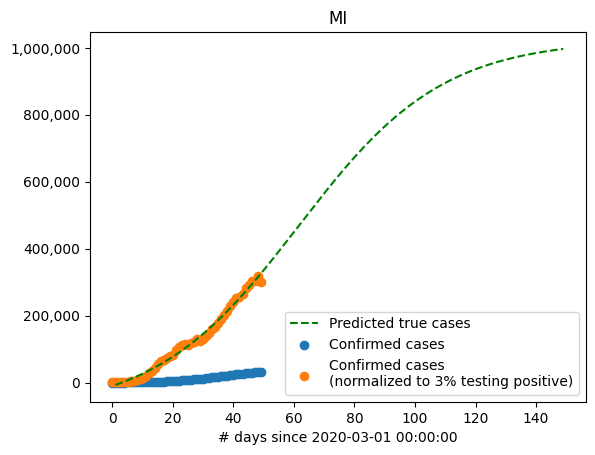 MI
1,000,000
800,000
600,000
400,000
200,000
0
Predicted true cases
Confirmed cases
Confirmed cases
(normalized to 3% testing positive)
0 20 40 60 80 100 120 140
# days since 2020-03-01 00:00:00